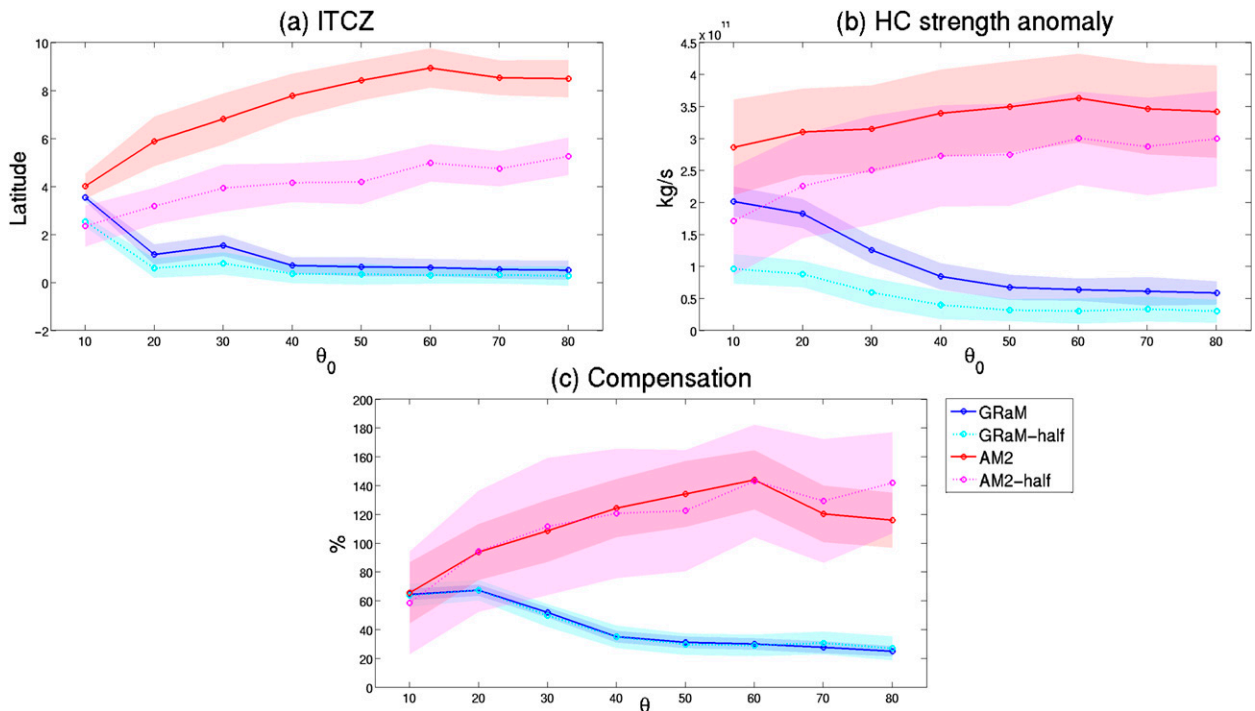 (a) ITCZ
10
8
6
4
2
0
−2
Latitude
10 20 30 40 50 60 70 80
θ0
(b) HC strength anomaly
x 10^11
4.5
4
3.5
3
2.5
2
1.5
1
0.5
0
kg/s
10 20 30 40 50 60 70 80
θ0
(c) Compensation
200
180
160
140
120
100
80
60
40
20
0
%
10 20 30 40 50 60 70 80
θ
GRaM
GRaM−half
AM2
AM2−half